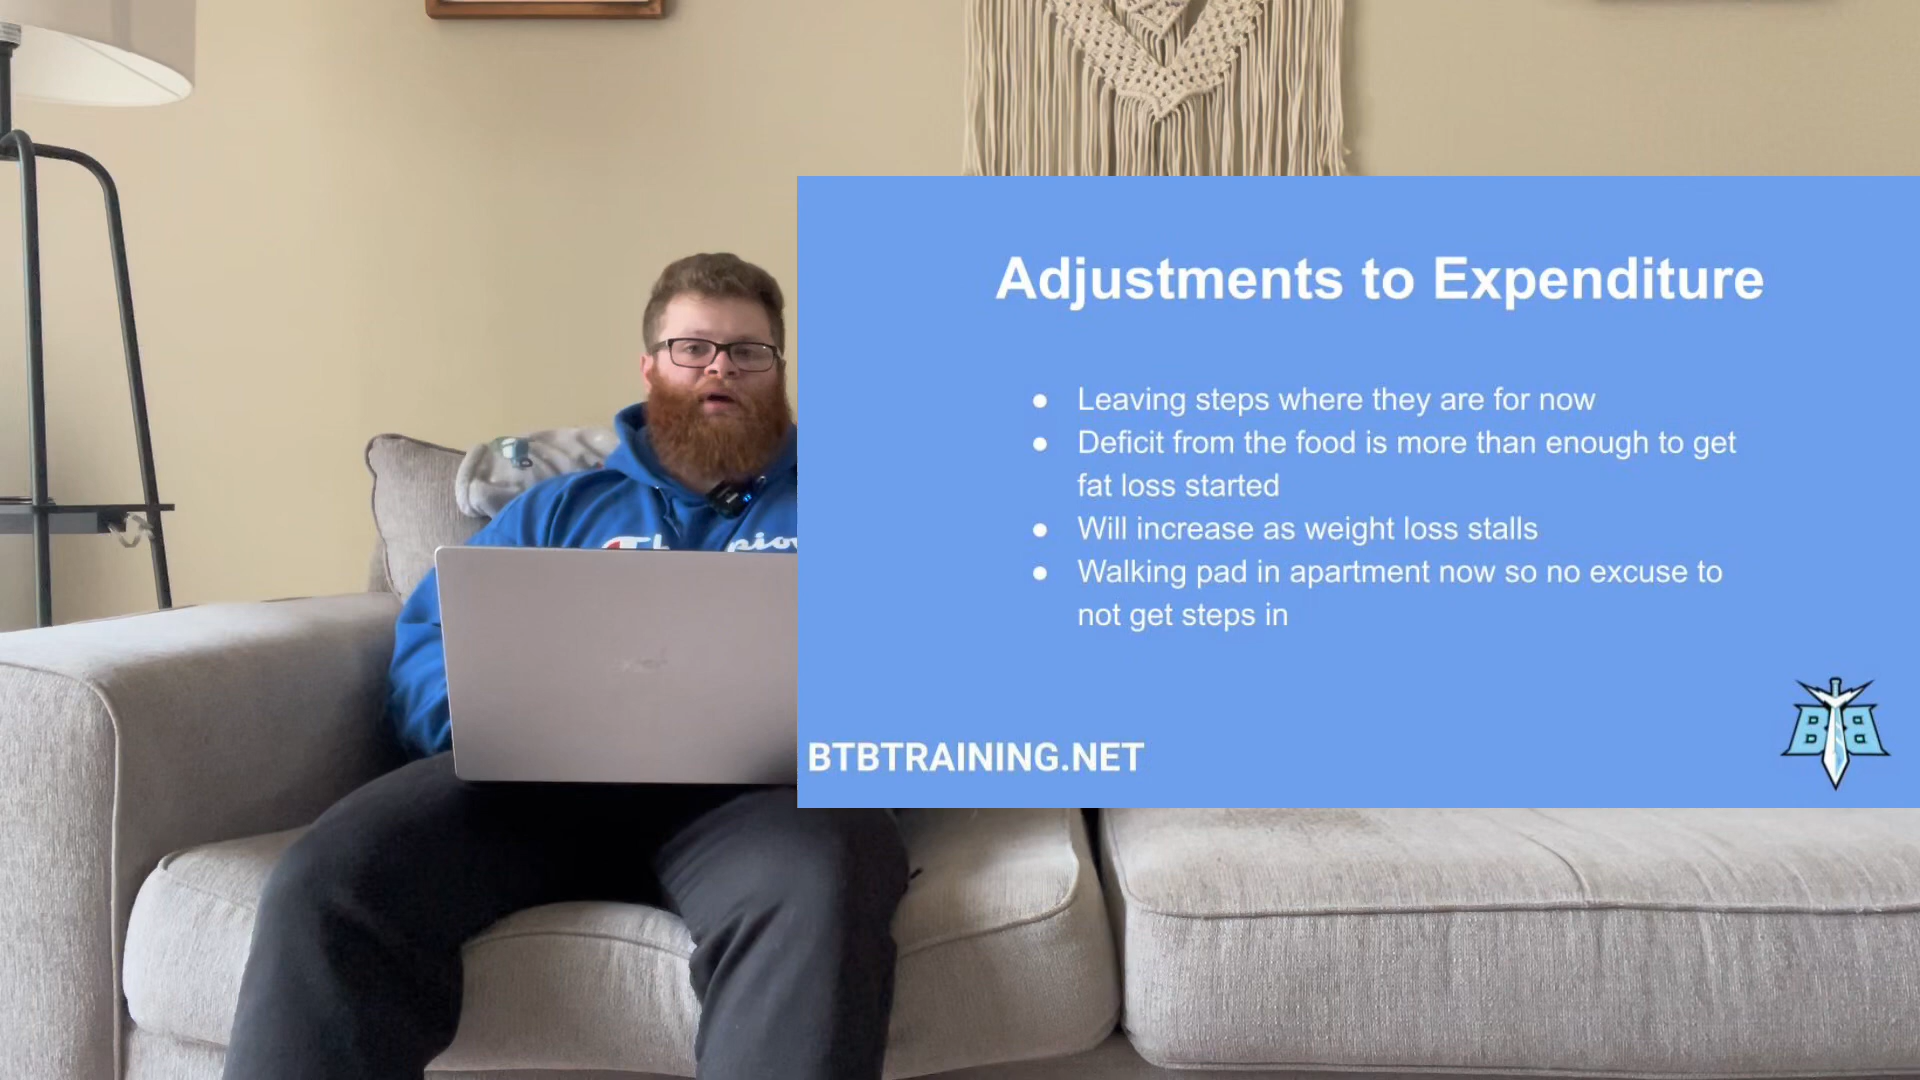 Adjustments to Expenditure
● Leaving steps where they are for now
● Deficit from the food is more than enough to get
fat loss started
● Will increase as weight loss stalls
● Walking pad in apartment now so no excuse to
not get steps in
BTBTRAINING.NET
BTB